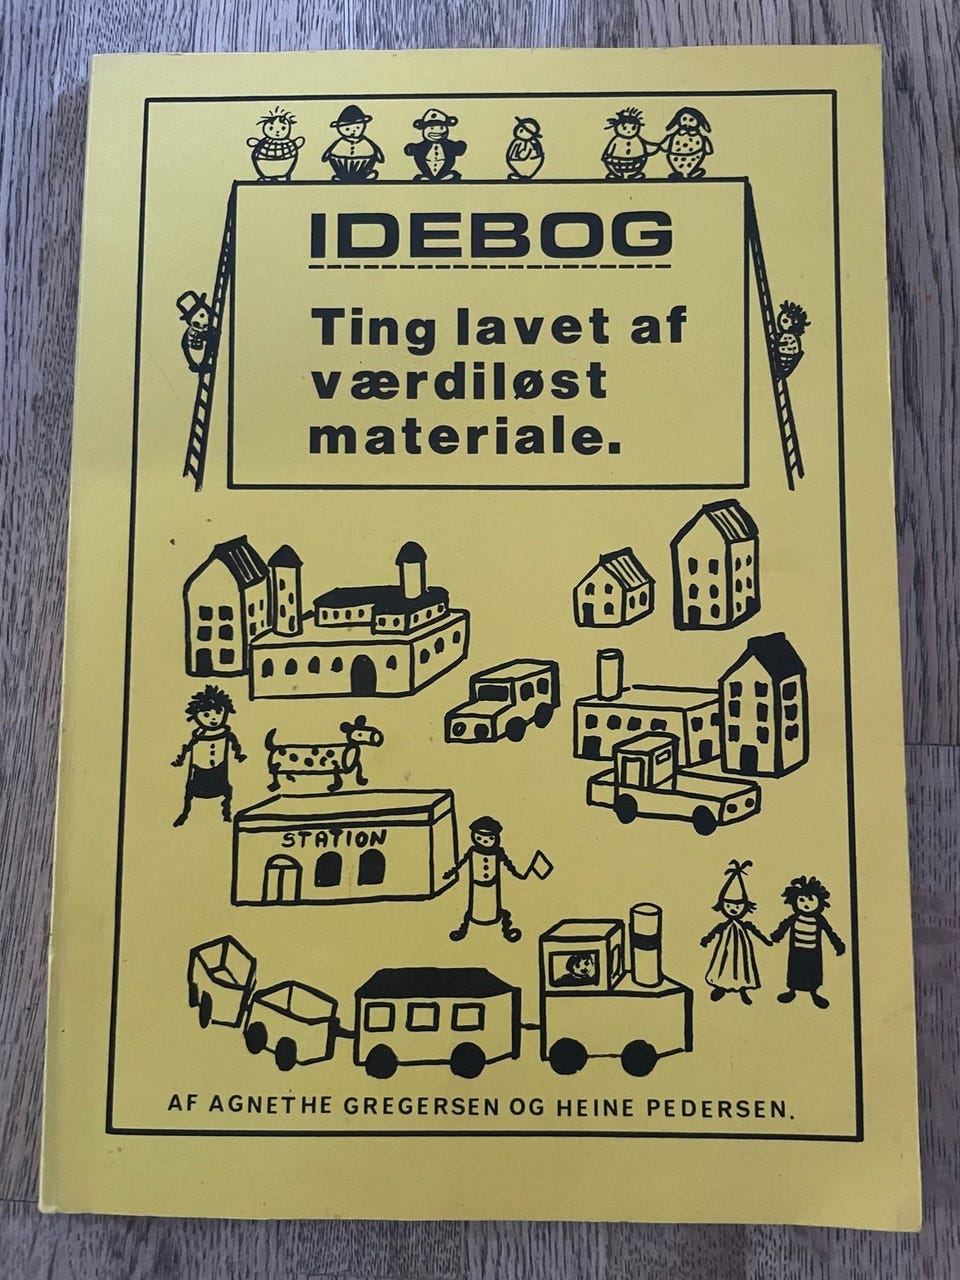 IDEBOG
Ting lavet af
værdiløst
materiale.
STATION
AF AGNETHE GREGERSEN OG HEINE PEDERSEN.